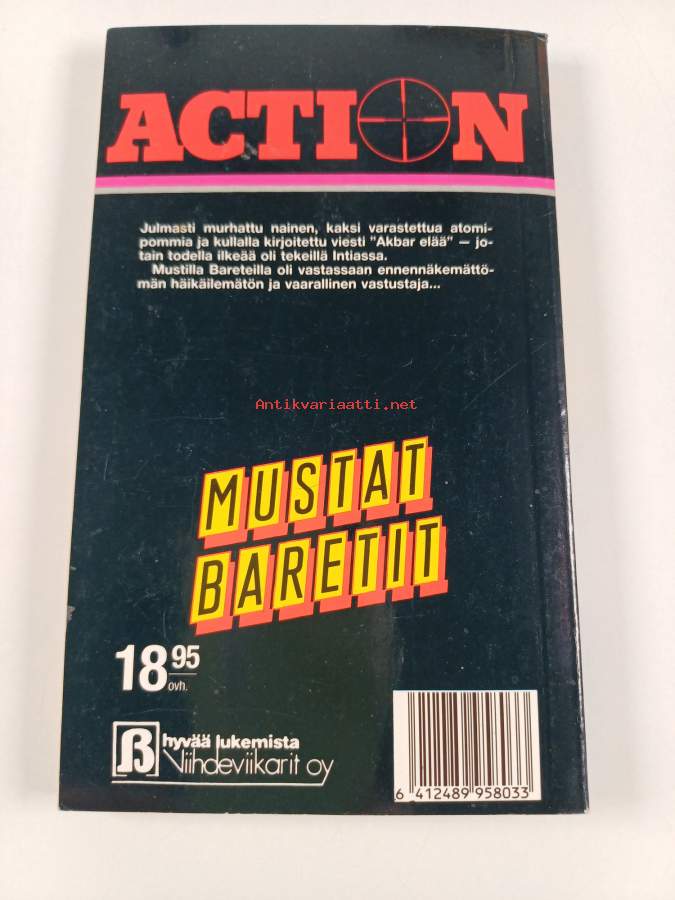 ACTION
Julmasti murhattu nainen, kaksi varastettua atomi-
pommia ja kullalla kirjoitettu viesti "Akbar elää" — jo-
tain todella ilkeää oli tekeillä Intiassa.
Mustilla Bareteilla oli vastassaan ennennäkemättö-
män häikäilemätön ja vaarallinen vastustaja...
Antikvariaatti.net
MUSTAT
BARETIT
18 95
ovh.
hyvää lukemista
Viihdeviikarit oy
6 412489 958033